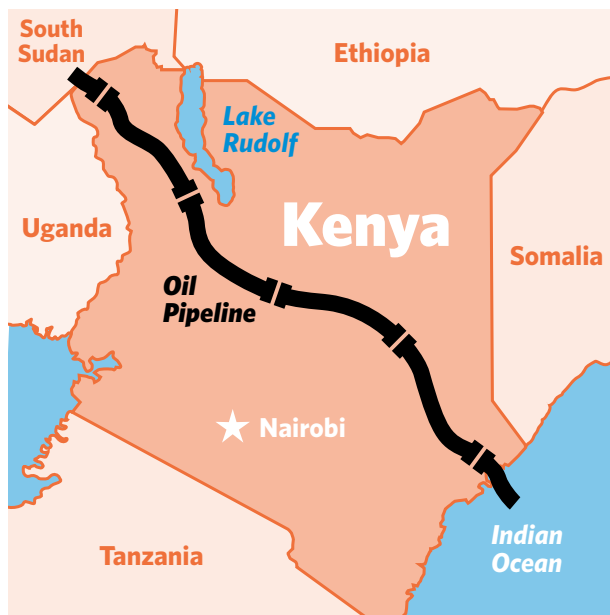 South
Sudan
Ethiopia
Lake
Rudolf
Kenya
Uganda
Somalia
Oil
Pipeline
Nairobi
Indian
Ocean
Tanzania